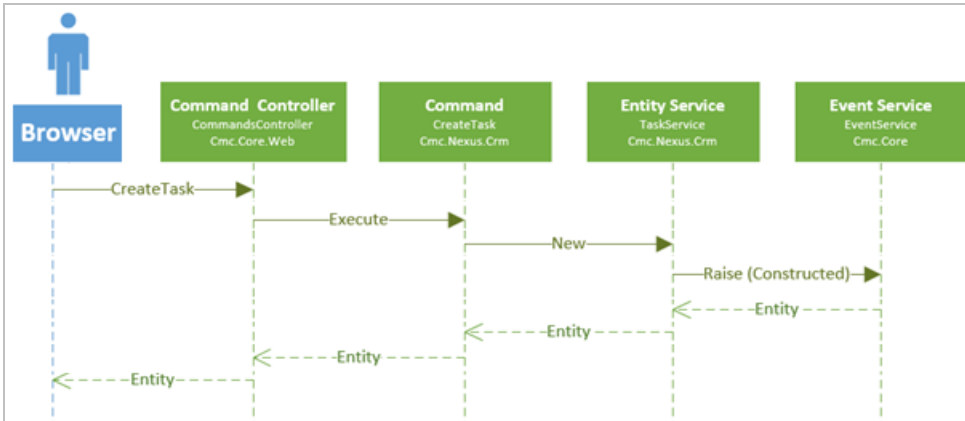 Browser
Command Controller
CommandsController
Cmc.Core.Web
Command
CreateTask
Cmc.Nexus.Crm
Entity Service
TaskService
Cmc.Nexus.Crm
Event Service
EventService
Cmc.Core
CreateTask
Execute
New
Raise (Constructed)
Entity
Entity
Entity
Entity